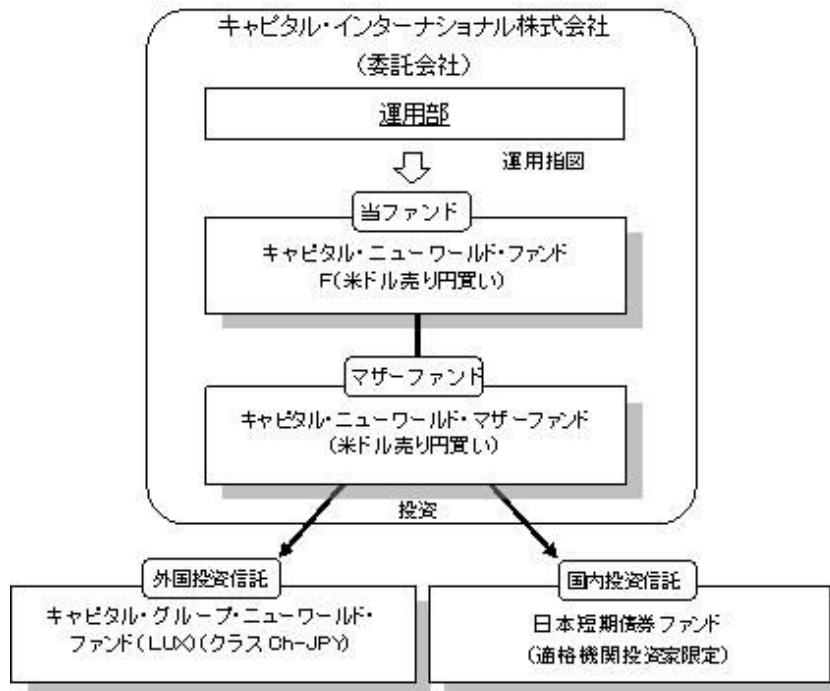 キャピタル・インターナショナル株式会社
(委託会社)
運用部
運用指図
当ファンド
キャピタル・ニューワールド・ファンド
F(米ドル売り円買い)
マザーファンド
キャピタル・ニューワールド・マザーファンド
(米ドル売り円買い)
投資
外国投資信託
キャピタル・グループ・ニューワールド・
ファンド(LUX)(クラスCh-JPY)
国内投資信託
日本短期債券ファンド
(適格機関投資家限定)